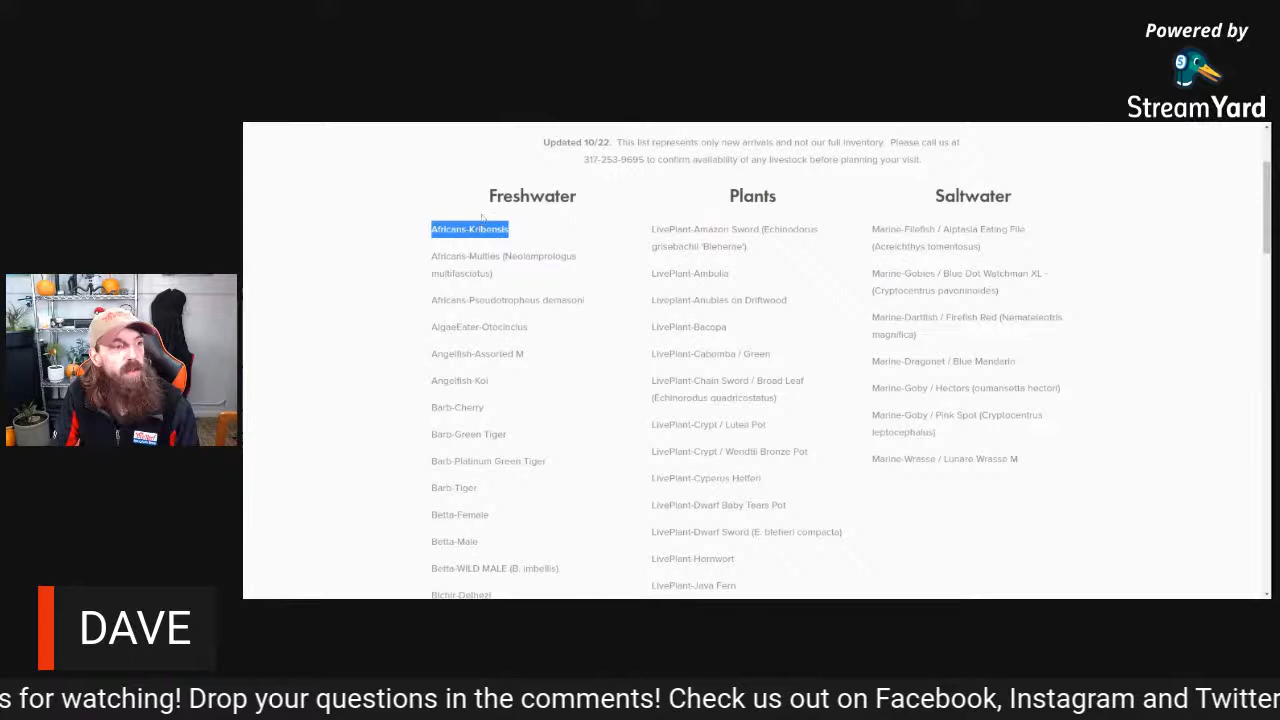 Powered by
StreamYard
Updated 10/22. This list represents only new arrivals and not our full inventory. Please call us at
317-253-9695 to confirm availability of any livestock before planning your visit.
Freshwater
Africans-Kribensis
Africans-Multies (Neolamprologus
multifasciatus)
Africans-Pseudotropheus demasoni
AlgaeEater-Otocinclus
Angelfish-Assorted M
Angelfish-Koi
Barb-Cherry
Barb-Green Tiger
Barb-Platinum Green Tiger
Barb-Tiger
Betta-Female
Betta-Male
Betta-WILD MALE (B. imbellis)
Bichir-Delhezi
Plants
LivePlant-Amazon Sword (Echinodorus
grisebachii 'Bleherae')
LivePlant-Ambulia
Liveplant-Anubias on Driftwood
LivePlant-Bacopa
LivePlant-Cabomba / Green
LivePlant-Chain Sword / Broad Leaf
(Echinorodus quadricostatus)
LivePlant-Crypt / Lutea Pot
LivePlant-Crypt / Wendtii Bronze Pot
LivePlant-Cyperus Helferi
LivePlant-Dwarf Baby Tears Pot
LivePlant-Dwarf Sword (E. blefieri compacta)
LivePlant-Hornwort
LivePlant-Java Fern
Saltwater
Marine-Filefish / Aiptasia Eating File
(Acreichthys tomentosus)
Marine-Gobies / Blue Dot Watchman XL -
(Cryptocentrus pavoninoides)
Marine-Dartfish / Firefish Red (Nemateleotris
magnifica)
Marine-Dragonet / Blue Mandarin
Marine-Goby / Hectors (oumansetta hectori)
Marine-Goby / Pink Spot (Cryptocentrus
leptocephalus)
Marine-Wrasse / Lunare Wrasse M
DAVE
s for watching! Drop your questions in the comments! Check us out on Facebook, Instagram and Twitter